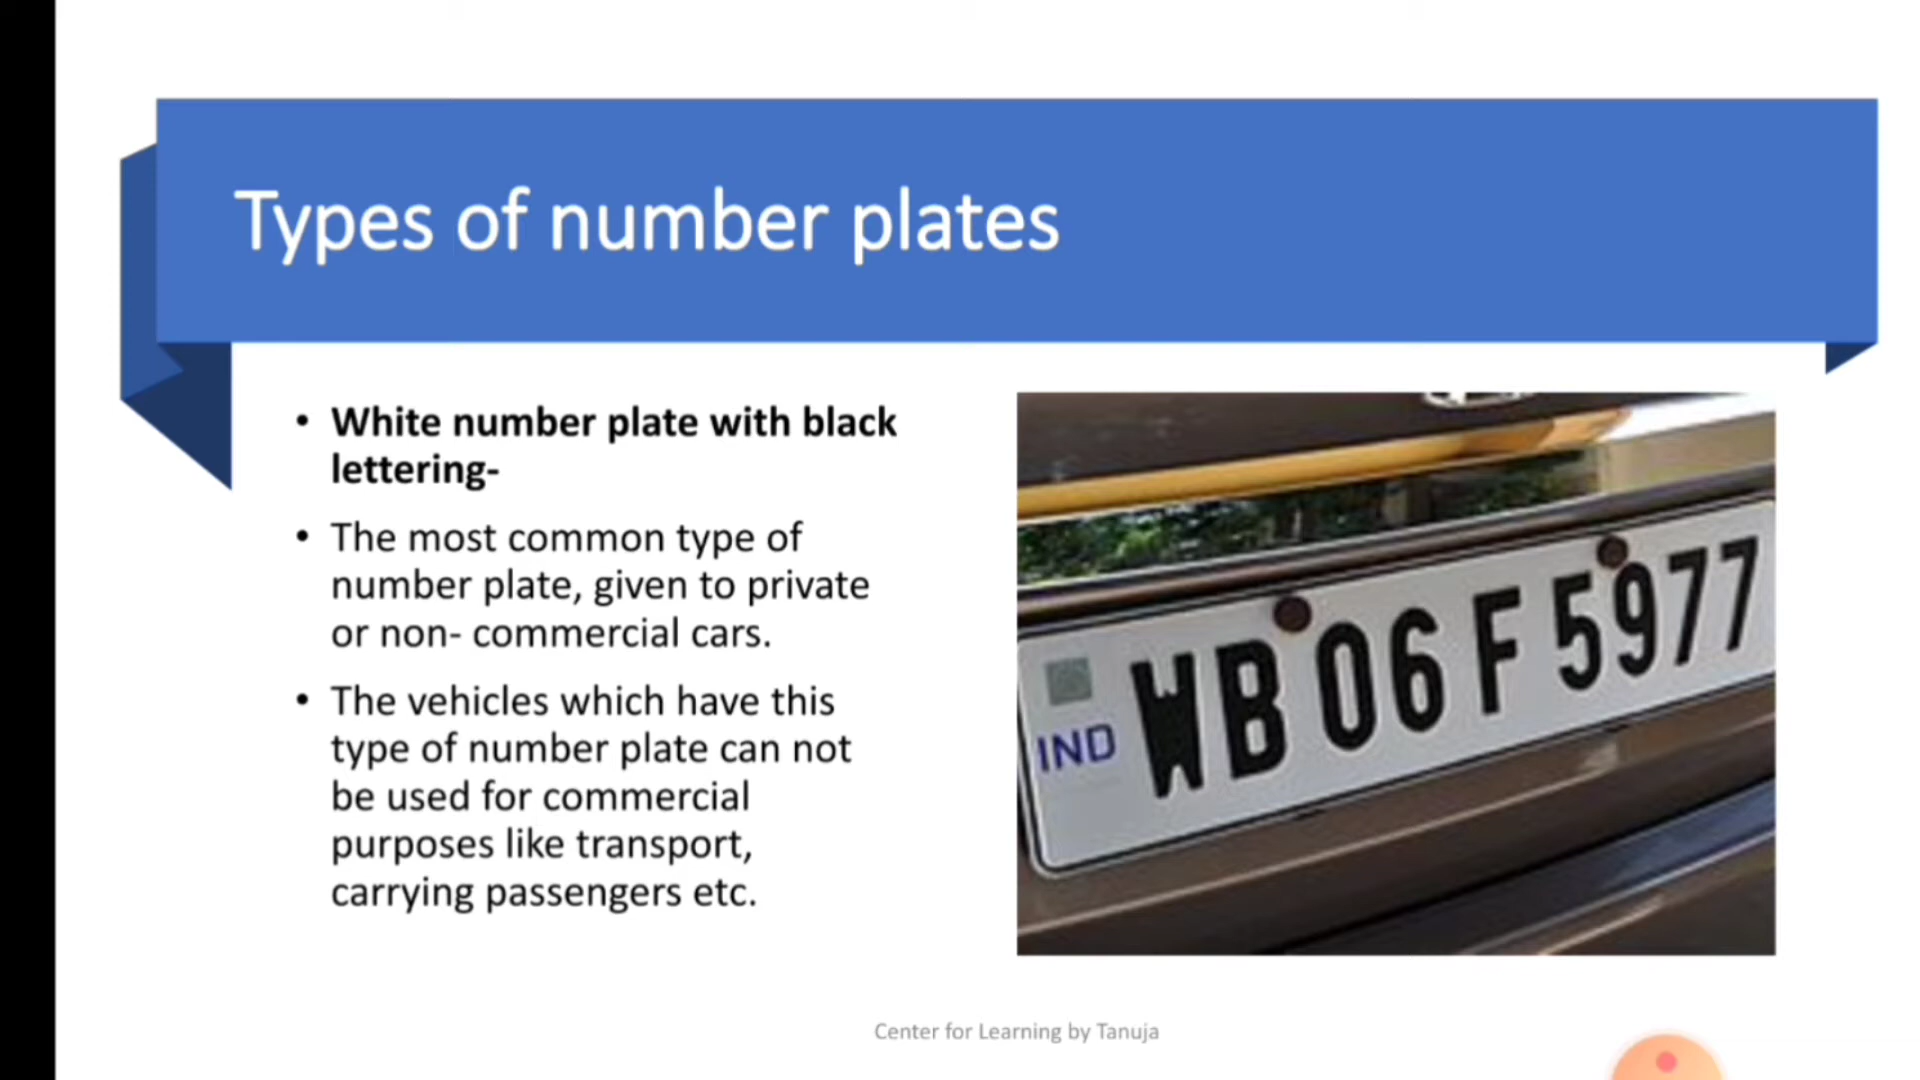 Types of number plates
• White number plate with black
lettering-
• The most common type of
number plate, given to private
or non- commercial cars.
• The vehicles which have this
type of number plate can not
be used for commercial
purposes like transport,
carrying passengers etc.
IND WB 06 F 5977
Center for Learning by Tanuja